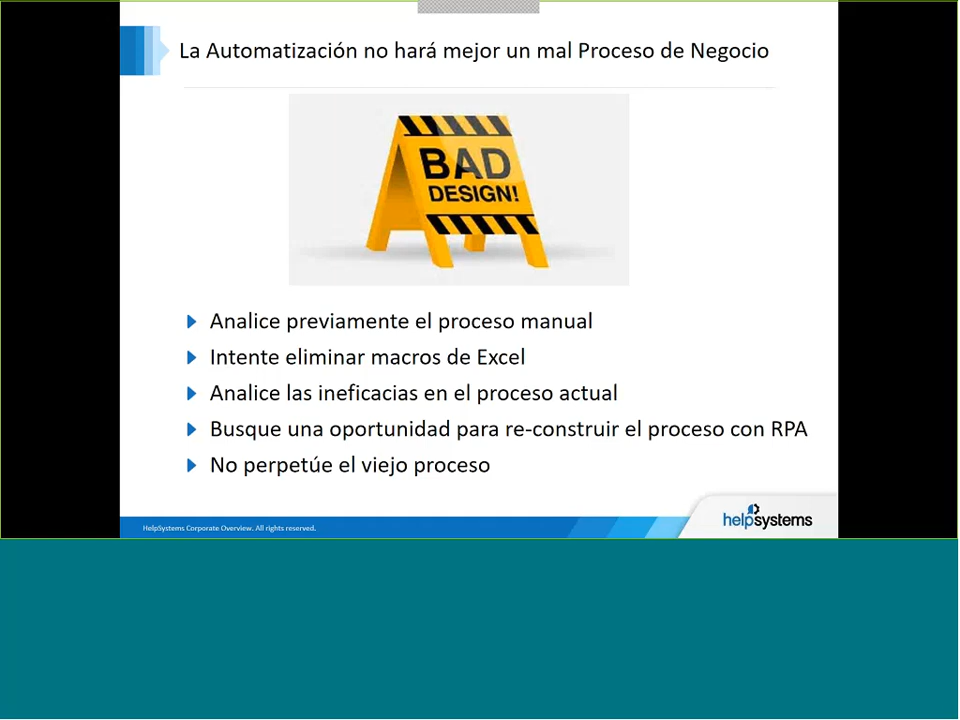 La Automatización no hará mejor un mal Proceso de Negocio
BAD
DESIGN!
Analice previamente el proceso manual
Intente eliminar macros de Excel
Analice las ineficacias en el proceso actual
Busque una oportunidad para re-construir el proceso con RPA
No perpetúe el viejo proceso
HelpSystems Corporate Overview. All rights reserved.
helpsystems